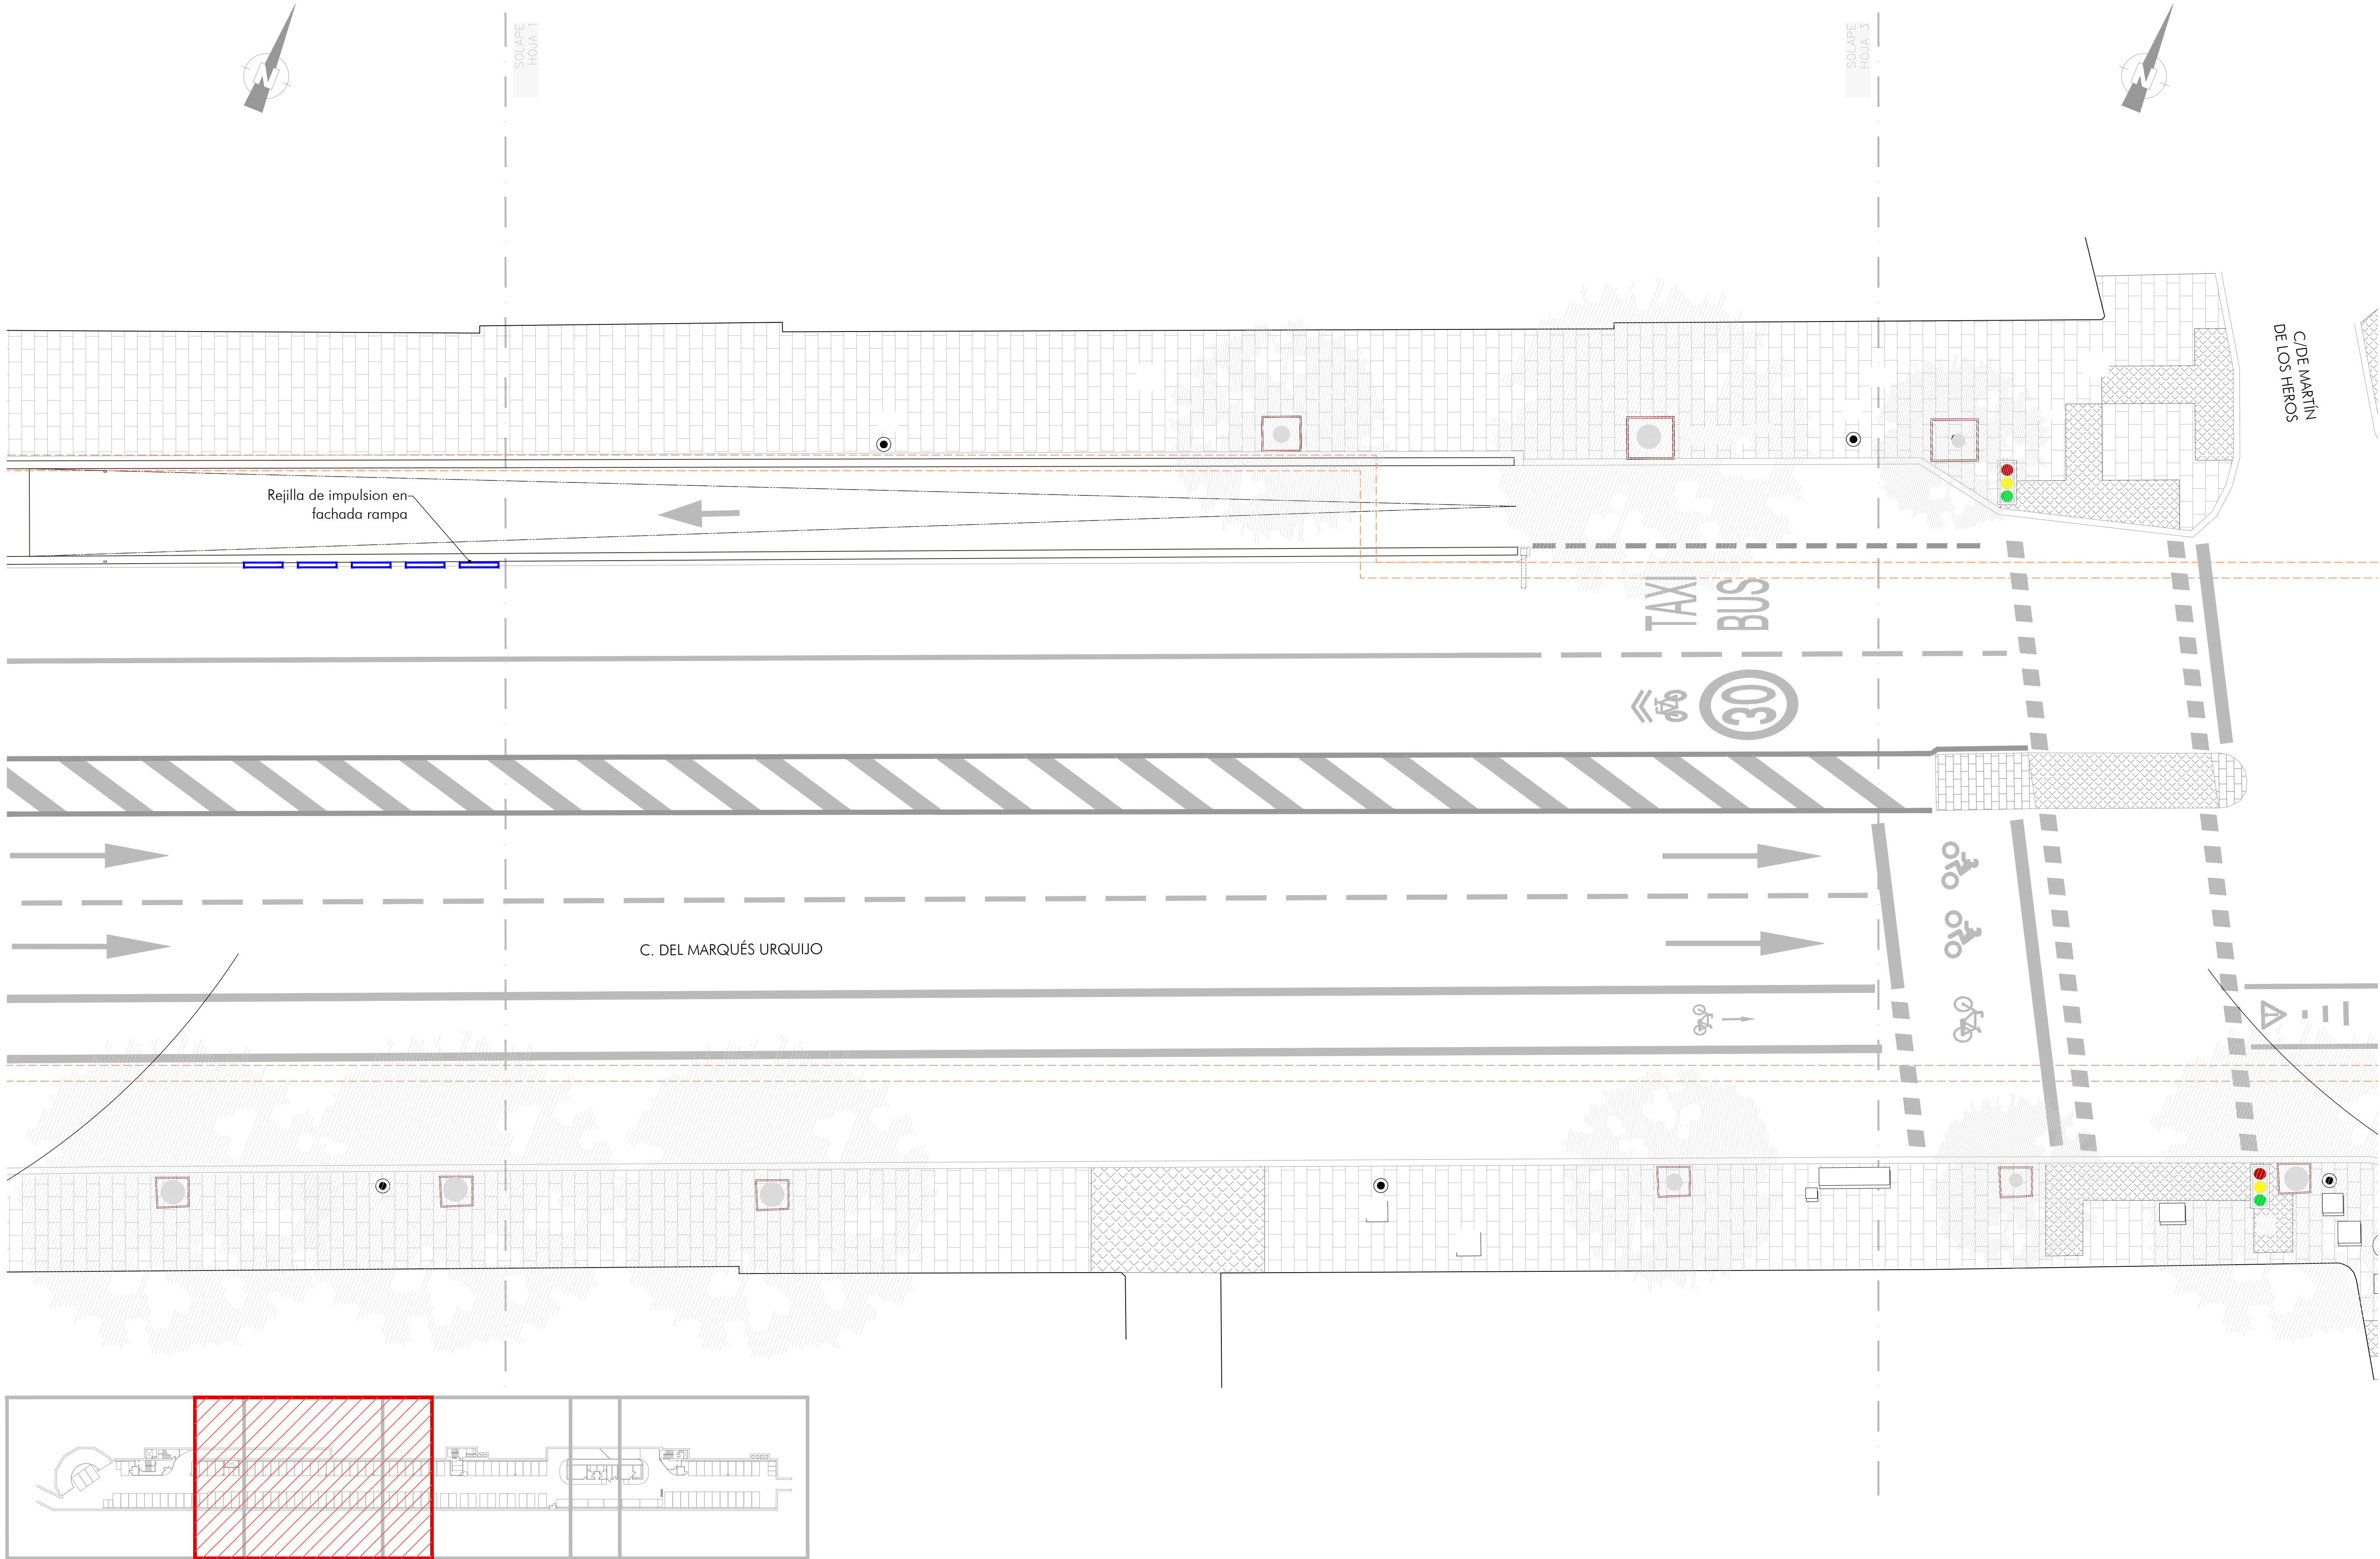 SOLAPE
HOJA 1
SOLAPE
HOJA 3
N
N
C/DE MARTÍN
DE LOS HEROS
Rejilla de impulsion en
fachada rampa
TAXI
BUS
30
C. DEL MARQUÉS URQUIJO